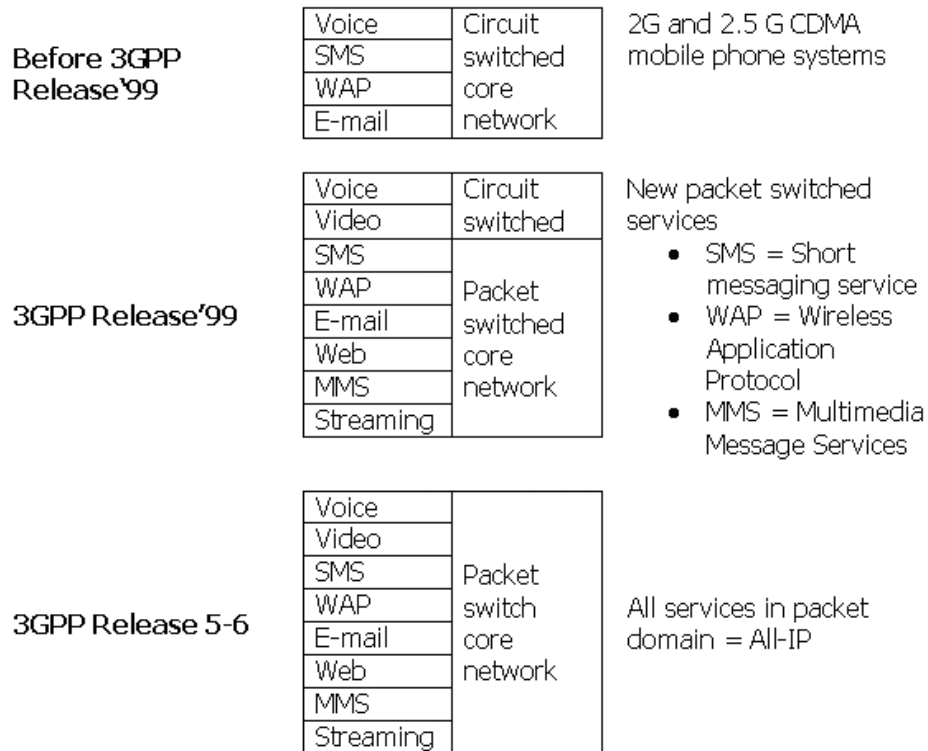 Before 3GPP
Release‘99
Voice
SMS
WAP
E-mail
Circuit
switched
core
network
2G and 2.5 G CDMA
mobile phone systems
3GPP Release’99
Voice
Video
SMS
WAP
E-mail
Web
MMS
Streaming
Circuit
switched
Packet
switched
core
network
New packet switched
services
• SMS = Short
messaging service
• WAP = Wireless
Application
Protocol
• MMS = Multimedia
Message Services
3GPP Release 5-6
Voice
Video
SMS
WAP
E-mail
Web
MMS
Streaming
Packet
switch
core
network
All services in packet
domain = All-IP